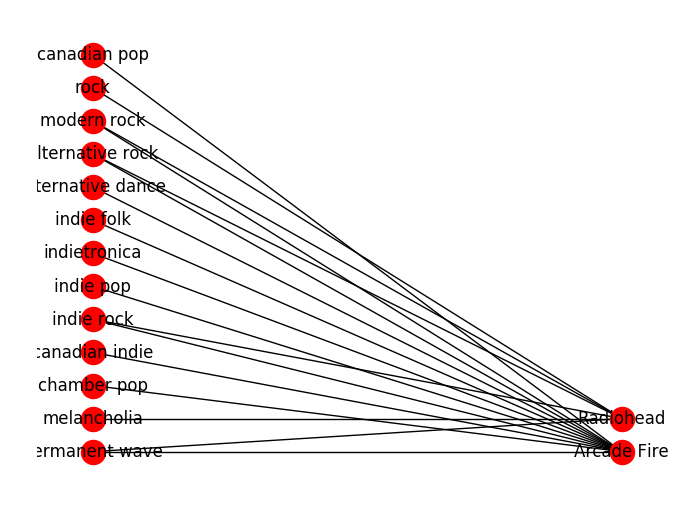 canadian pop
rock
modern rock
lternative rock
ternative dance
indie folk
indietronica
indie pop
indie rock
canadian indie
chamber pop
melancholia
Radiohead
ermanent wave
Arcade Fire